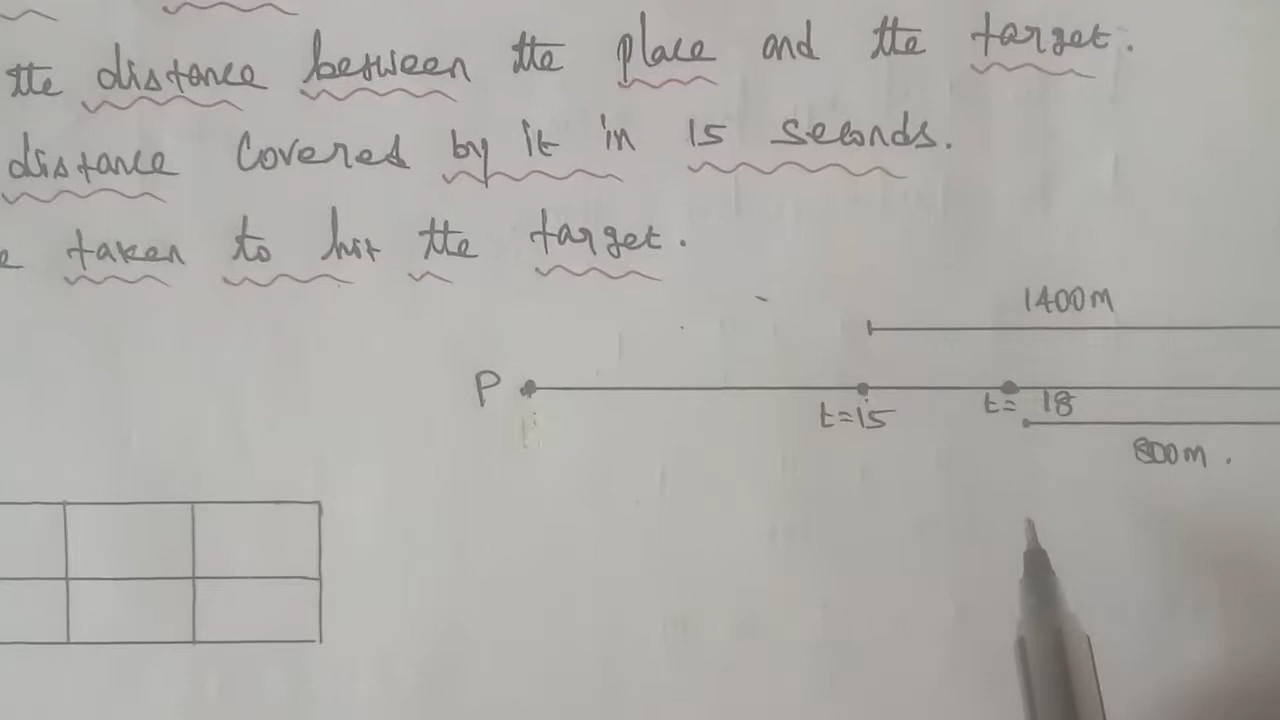 the distance between the place and the target.
distance covered by it in 15 seconds.
e taken to hit the target.
1400m
P
t=15
t= 18
800m.